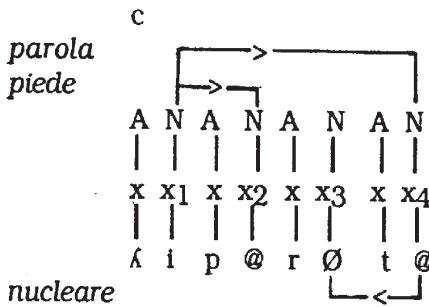 c
parola
piede
A N A N A N A N
x x1 x x2 x x3 x x4
ʎ i p @ r Ø t @
nucleare